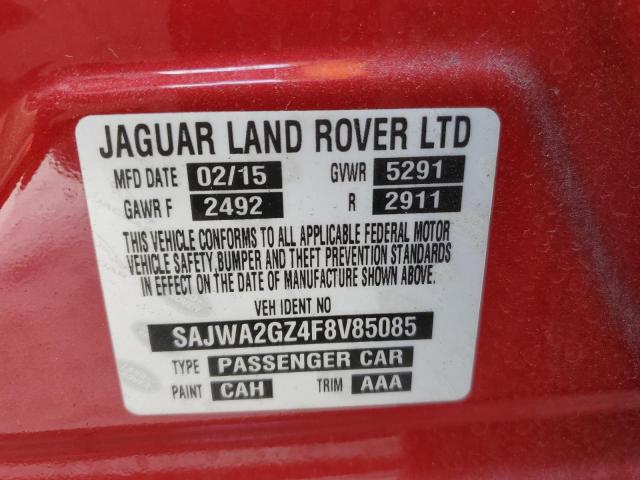 JAGUAR LAND ROVER LTD
MFD DATE 02/15 GVWR 5291
GAWR F 2492 R 2911
THIS VEHICLE CONFORMS TO ALL APPLICABLE FEDERAL MOTOR
VEHICLE SAFETY,BUMPER AND THEFT PREVENTION STANDARDS
IN EFFECT ON THE DATE OF MANUFACTURE SHOWN ABOVE.
VEH IDENT NO
SAJWA2GZ4F8V85085
TYPE PASSENGER CAR
PAINT CAH TRIM AAA